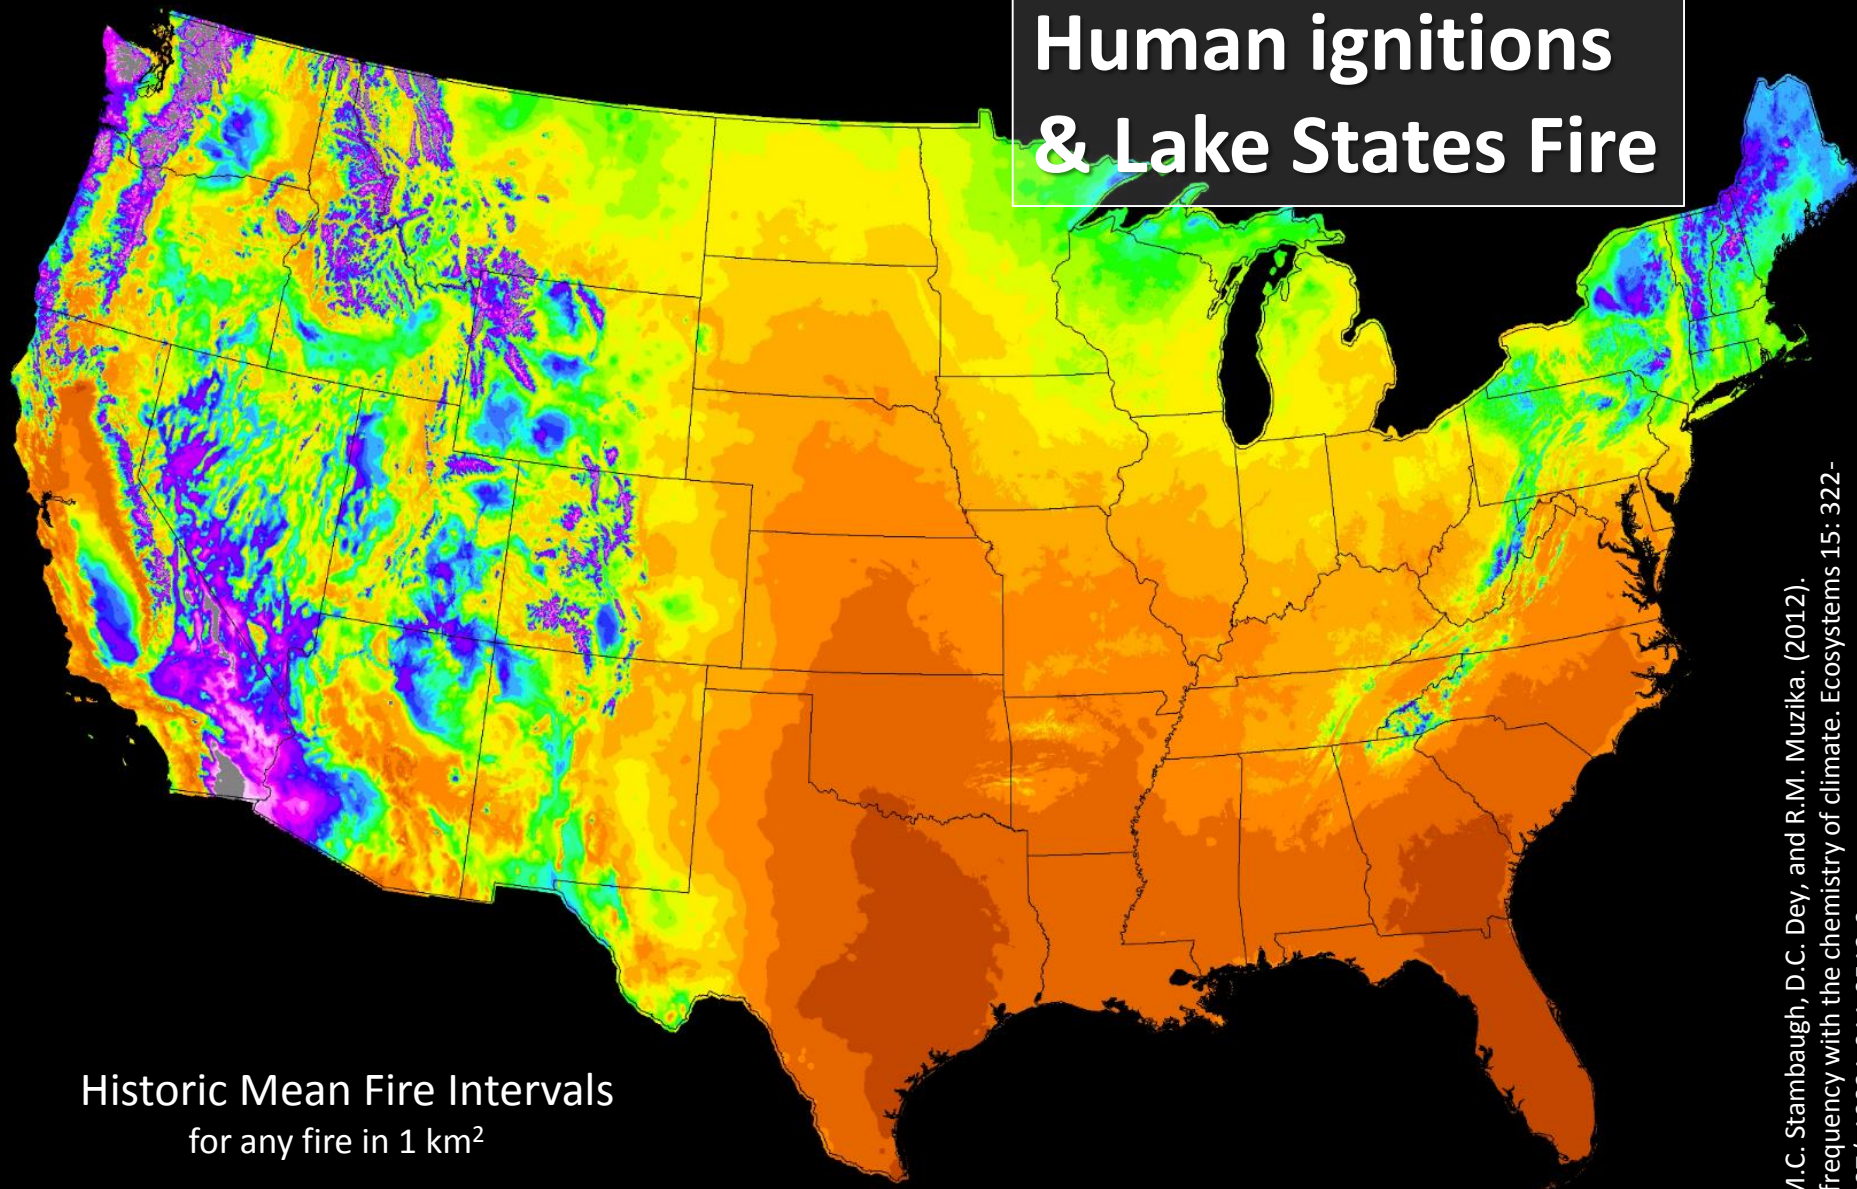 Human ignitions
& Lake States Fire
Historic Mean Fire Intervals
for any fire in 1 km²
M.C. Stambaugh, D.C. Dey, and R.M. Muzika. (2012).
frequency with the chemistry of climate. Ecosystems 15: 322-